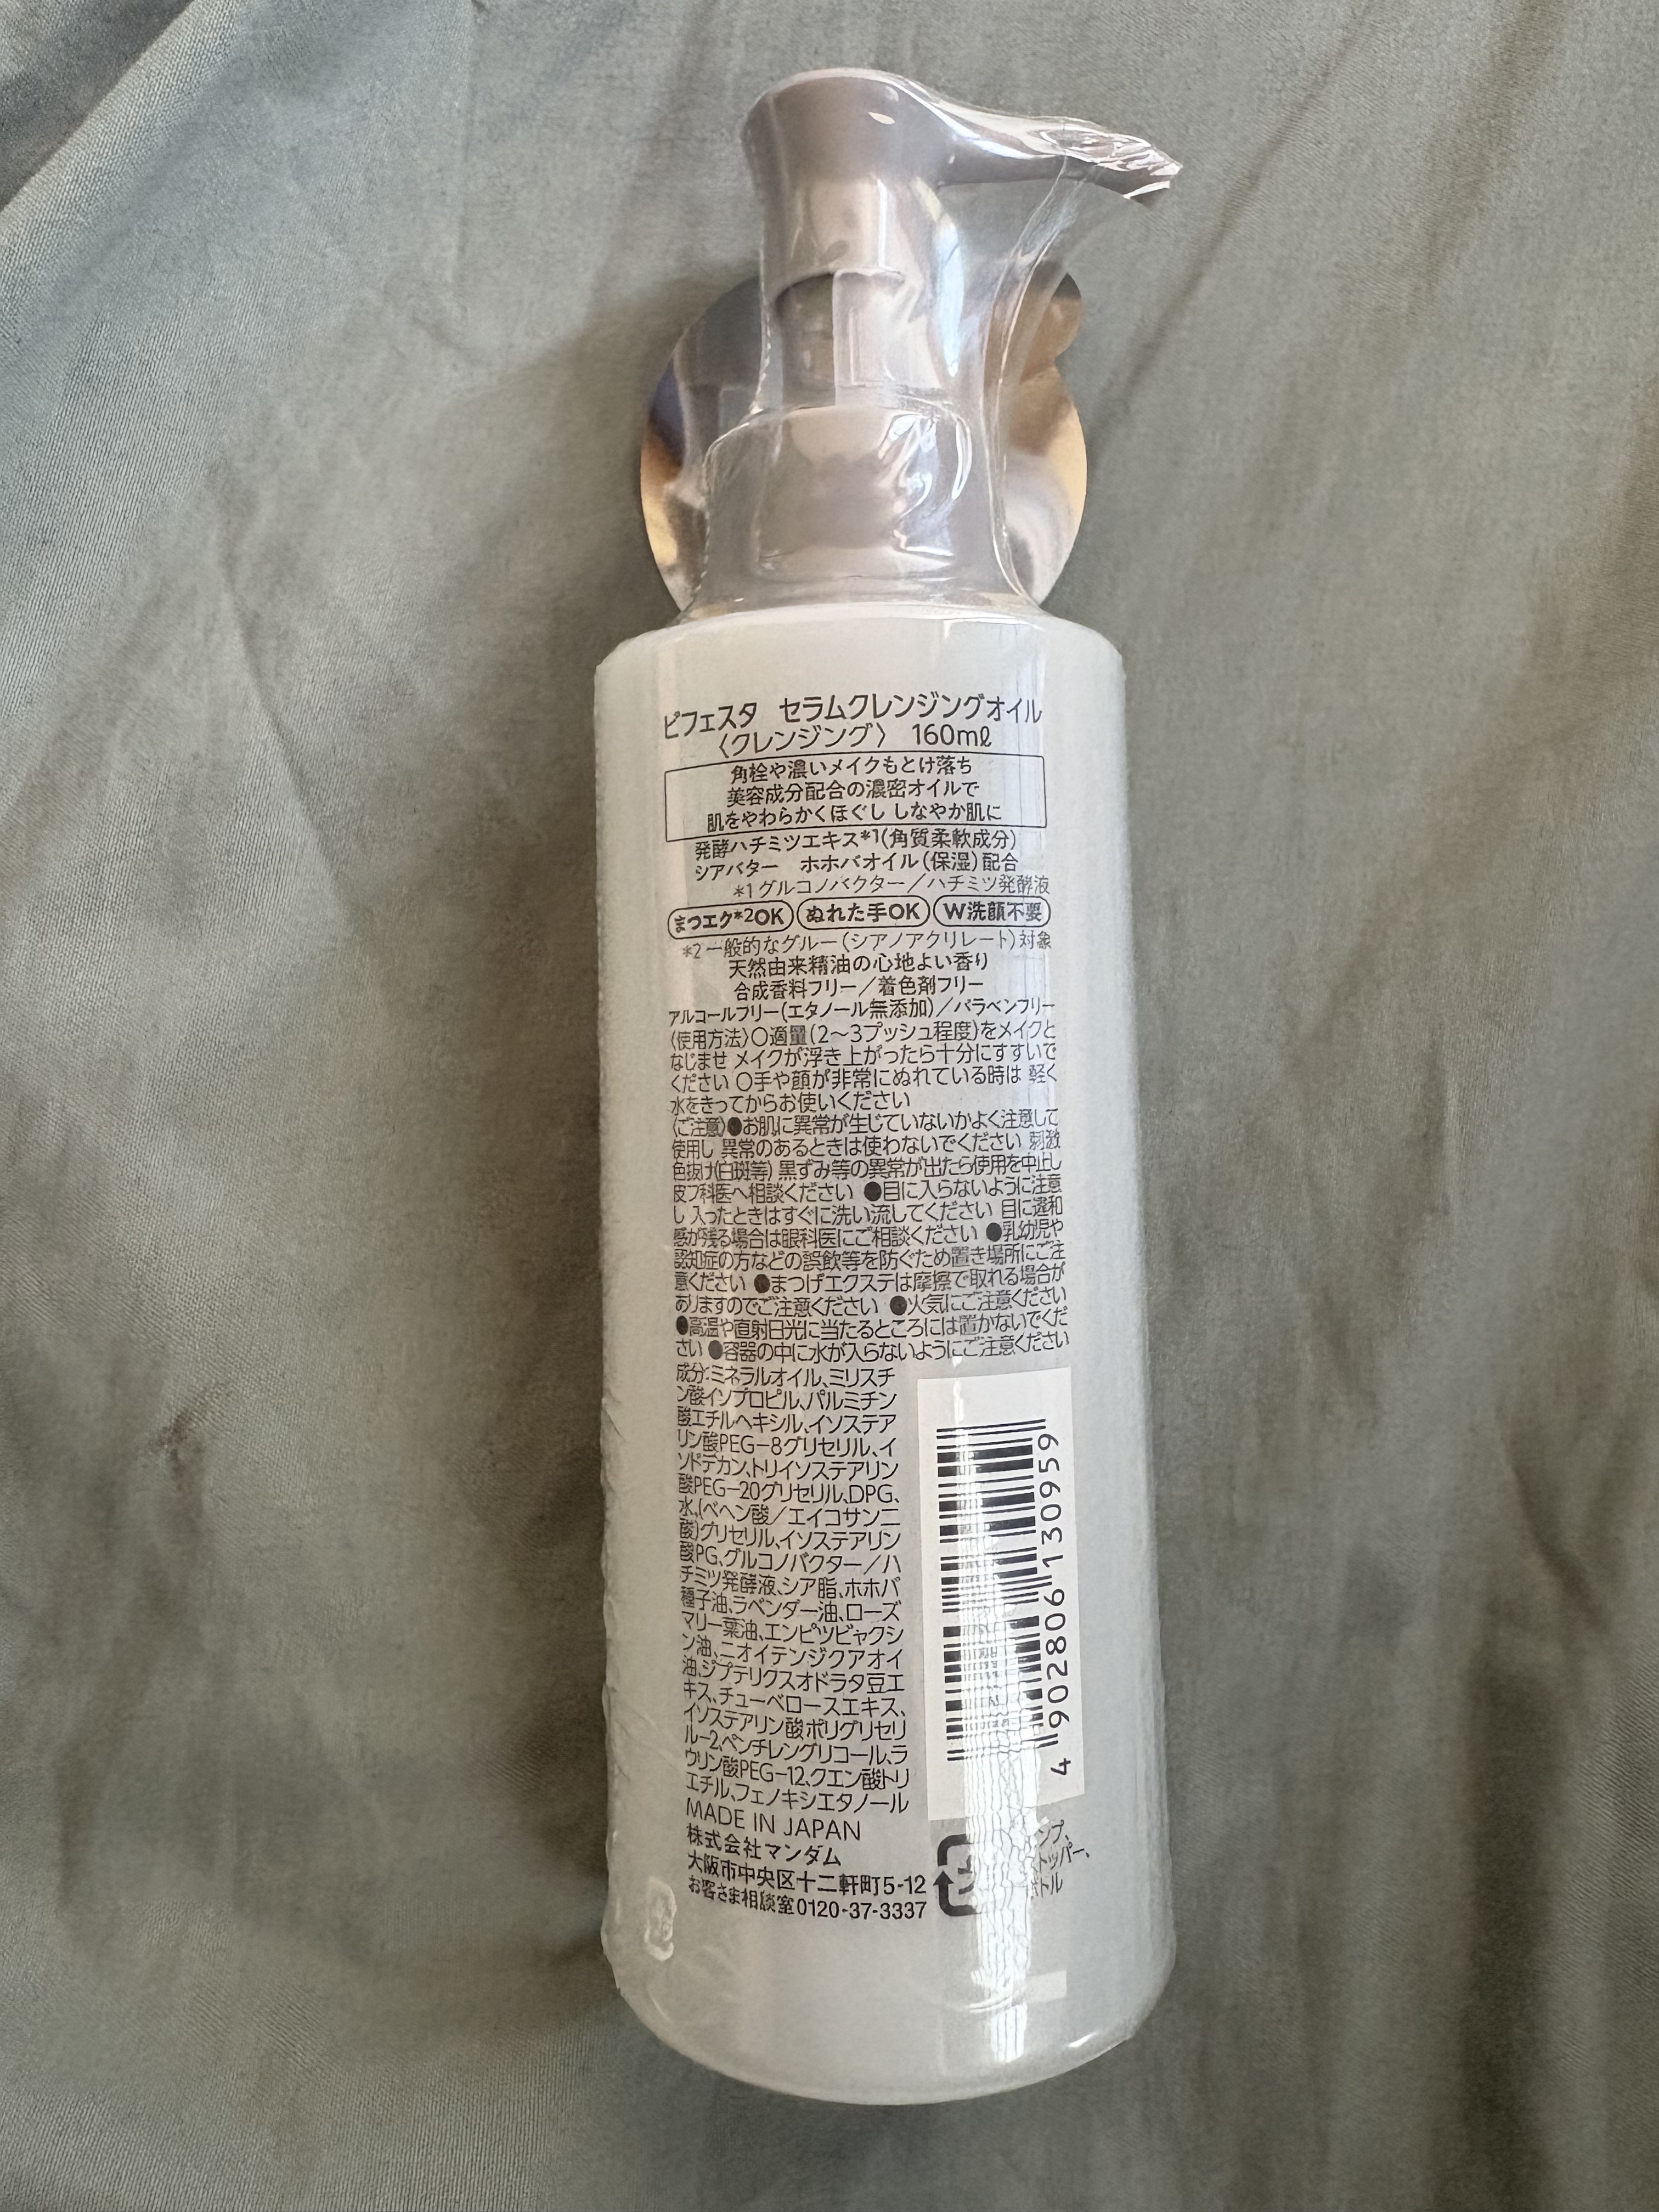 ビフェスタ セラムクレンジングオイル
〈クレンジング〉 160mℓ
角栓や濃いメイクもとけ落ち
美容成分配合の濃密オイルで
肌をやわらかくほぐし しなやか肌に
発酵ハチミツエキス*1(角質柔軟成分)
シアバター ホホバオイル(保湿)配合
*1グルコノバクター/ハチミツ発酵液
まつエク*2OK ぬれた手OK W洗顔不要
*2一般的なグルー(シアノアクリレート)対象
天然由来精油の心地よい香り
合成香料フリー/着色剤フリー
アルコールフリー(エタノール無添加)/パラベンフリー
〈使用方法〉○適量(2〜3プッシュ程度)をメイクと
なじませ メイクが浮き上がったら十分にすすいで
ください ○手や顔が非常にぬれている時は 軽く
水をきってからお使いください
〈ご注意〉●お肌に異常が生じていないかよく注意して
使用し 異常のあるときは使わないでください 刺激
色抜け(白斑等) 黒ずみ等の異常が出たら使用を中止し
皮フ科医へ相談ください ●目に入らないように注意
し 入ったときはすぐに洗い流してください 目に違和
感が残る場合は眼科医にご相談ください ●乳幼児や
認知症の方などの誤飲等を防ぐため置き場所にご注
意ください ●まつげエクステは摩擦で取れる場合が
ありますのでご注意ください ●火気にご注意ください
●高温や直射日光に当たるところには置かないでくだ
さい ●容器の中に水が入らないようにご注意ください
成分:ミネラルオイル、ミリスチ
ン酸イソプロピル、パルミチン
酸エチルヘキシル、イソステア
リン酸PEG-8グリセリル、イ
ソドデカン、トリイソステアリン
酸PEG-20グリセリル、DPG、
水、(ベヘン酸/エイコサン二
酸)グリセリル、イソステアリン
酸PG、グルコノバクター/ハ
チミツ発酵液、シア脂、ホホバ
種子油、ラベンダー油、ローズ
マリー葉油、エンピツビャクシ
ン油、ニオイテンジクアオイ
油、ジプテリクスオドラタ豆エ
キス、チューベロースエキス、
イソステアリン酸ポリグリセリ
ル-2、ペンチレングリコール、ラ
ウリン酸PEG-12、クエン酸トリ
エチル、フェノキシエタノール
MADE IN JAPAN
株式会社マンダム
大阪市中央区十二軒町5-12
お客さま相談室0120-37-3337
4 902806 130959
ンプ、
トッパー、
トル